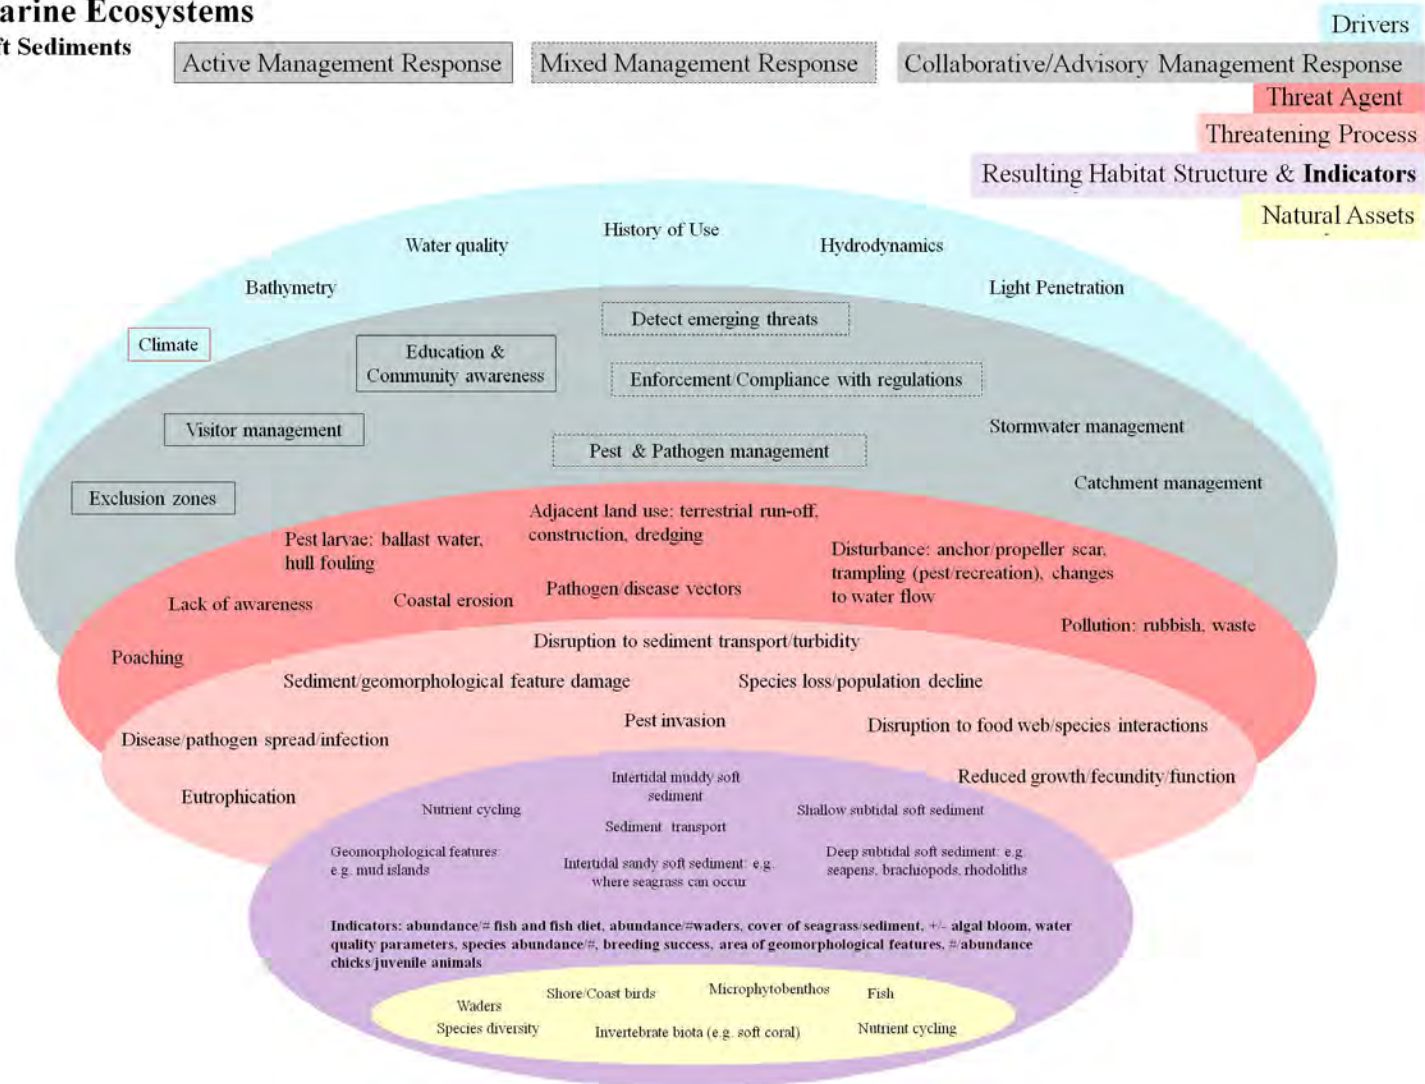 arine Ecosystems
ft Sediments
Drivers
Active Management Response
Mixed Management Response
Collaborative/Advisory Management Response
Threat Agent
Threatening Process
Resulting Habitat Structure & Indicators
Natural Assets
History of Use
Water quality
Hydrodynamics
Bathymetry
Light Penetration
Detect emerging threats
Climate
Education &
Community awareness
Enforcement/Compliance with regulations
Visitor management
Stormwater management
Pest & Pathogen management
Catchment management
Exclusion zones
Adjacent land use: terrestrial run-off,
construction, dredging
Pest larvae: ballast water,
hull fouling
Disturbance: anchor/propeller scar,
trampling (pest/recreation), changes
to water flow
Pathogen/disease vectors
Lack of awareness
Coastal erosion
Pollution: rubbish, waste
Poaching
Disruption to sediment transport/turbidity
Sediment/geomorphological feature damage
Species loss/population decline
Pest invasion
Disruption to food web/species interactions
Disease/pathogen spread/infection
Reduced growth/fecundity/function
Eutrophication
Intertidal muddy soft
sediment
Nutrient cycling
Shallow subtidal soft sediment
Sediment transport
Geomorphological features:
e.g. mud islands
Intertidal sandy soft sediment: e.g.
where seagrass can occur
Deep subtidal soft sediment: e.g.
seapens, brachiopods, rhodoliths
Indicators: abundance/# fish and fish diet, abundance/#waders, cover of seagrass/sediment, +/- algal bloom, water
quality parameters, species abundance/#, breeding success, area of geomorphological features, #/abundance
chicks/juvenile animals
Waders
Shore/Coast birds
Microphytobenthos
Fish
Species diversity
Invertebrate biota (e.g. soft coral)
Nutrient cycling